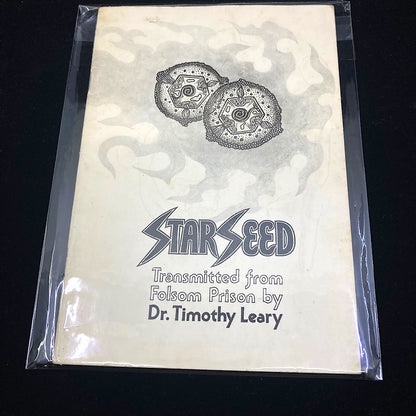 STARSEED
Transmitted from
Folsom Prison by
Dr. Timothy Leary